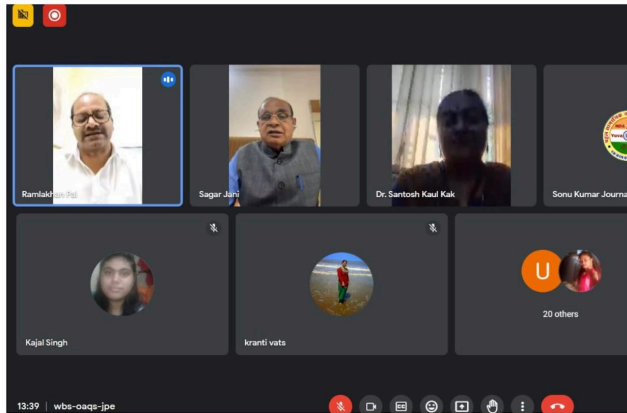 Ramlakhan Pal
Sagar Jani
Dr. Santosh Kaul Kak
Sonu Kumar Journa
Kajal Singh
kranti vats
U
20 others
13:39 | wbs-oaqs-jpe
CC